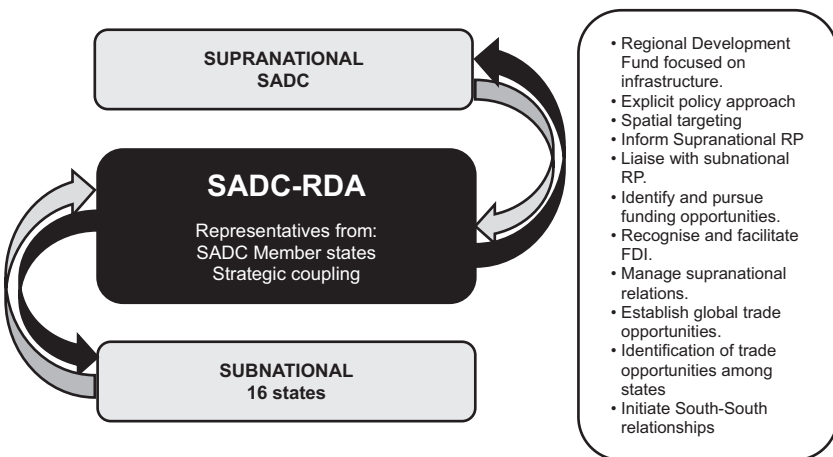 SUPRANATIONAL
SADC
SADC-RDA
Representatives from:
SADC Member states
Strategic coupling
SUBNATIONAL
16 states
• Regional Development
Fund focused on
infrastructure.
• Explicit policy approach
• Spatial targeting
• Inform Supranational RP
• Liaise with subnational
RP.
• Identify and pursue
funding opportunities.
• Recognise and facilitate
FDI.
• Manage supranational
relations.
• Establish global trade
opportunities.
• Identification of trade
opportunities among
states
• Initiate South-South
relationships